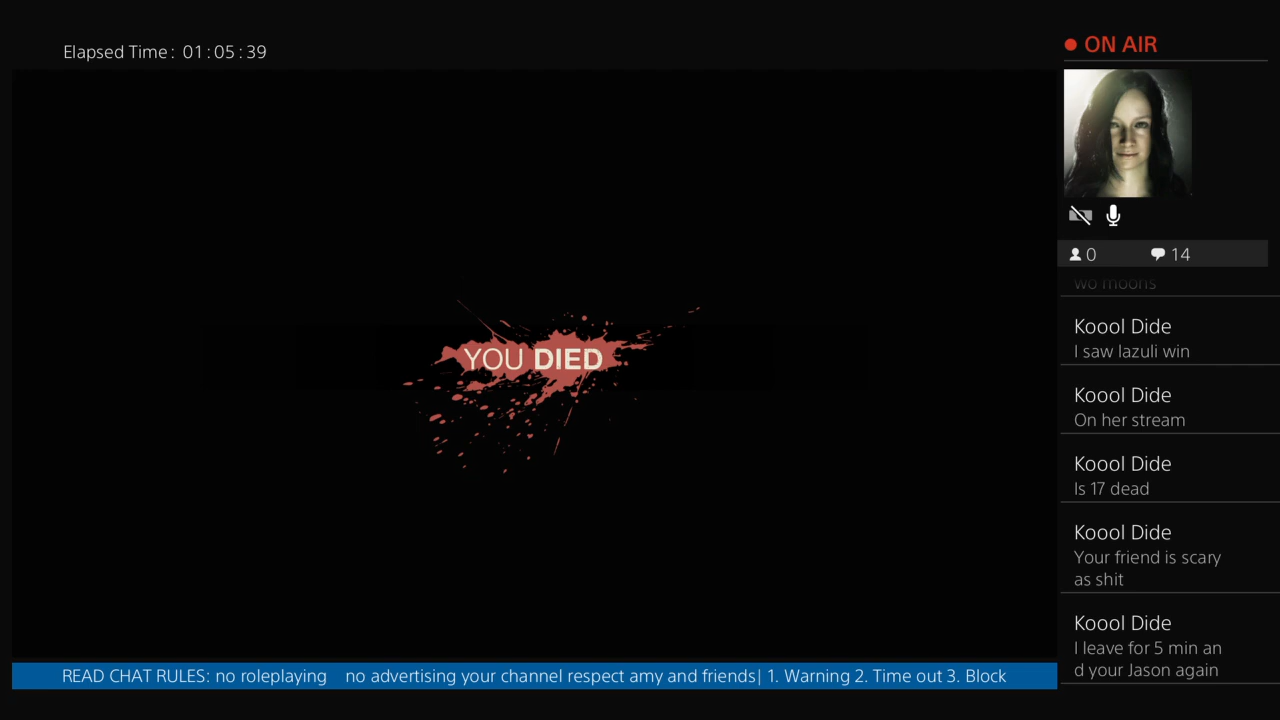 Elapsed Time: 01:05:39
ON AIR
0 14
wo moons
Koool Dide
I saw lazuli win
Koool Dide
On her stream
Koool Dide
Is 17 dead
Koool Dide
Your friend is scary
as shit
Koool Dide
I leave for 5 min an
d your Jason again
YOU DIED
READ CHAT RULES: no roleplaying no advertising your channel respect amy and friends| 1. Warning 2. Time out 3. Block